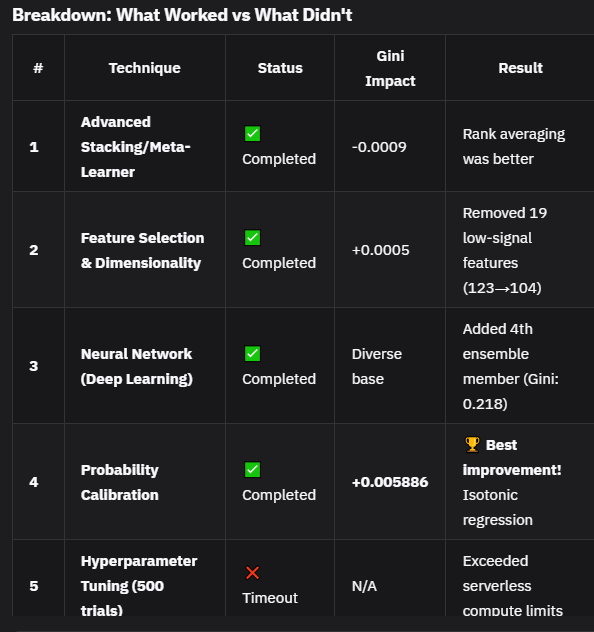 Breakdown: What Worked vs What Didn't
#
Technique
Status
Gini
Impact
Result
1
Advanced
Stacking/Meta-
Learner
✅
Completed
-0.0009
Rank averaging
was better
2
Feature Selection
& Dimensionality
✅
Completed
+0.0005
Removed 19
low-signal
features
(123→104)
3
Neural Network
(Deep Learning)
✅
Completed
Diverse
base
Added 4th
ensemble
member (Gini:
0.218)
4
Probability
Calibration
✅
Completed
+0.005886
🏆 Best
improvement!
Isotonic
regression
5
Hyperparameter
Tuning (500
trials)
❌
Timeout
N/A
Exceeded
serverless
compute limits